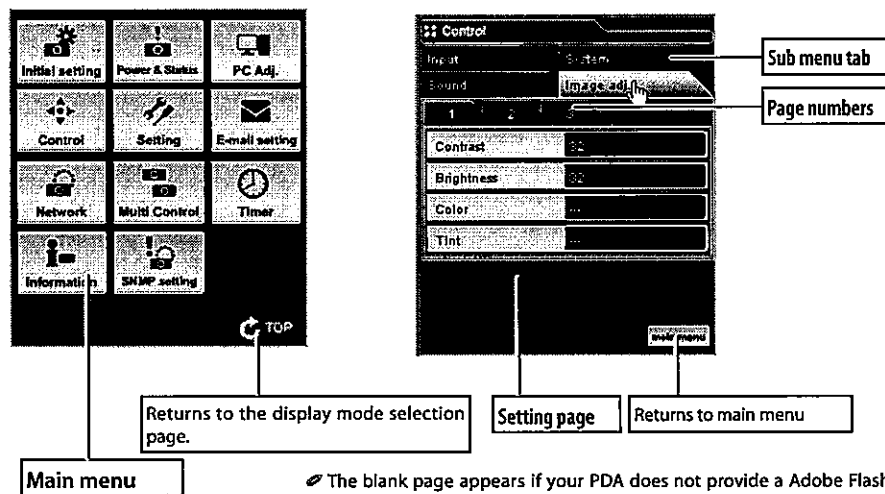 Initial setting
Power & Status
PC Adj.
Control
Setting
E-mail setting
Network
Multi Control
Timer
Information
SNMP setting
TOP
Control
Input
System
Sound
Image adj.
1 2 3
Contrast 32
Brightness 32
Color ---
Tint ---
main menu
Sub menu tab
Page numbers
Returns to the display mode selection
page.
Setting page
Returns to main menu
Main menu
The blank page appears if your PDA does not provide a Adobe Flash